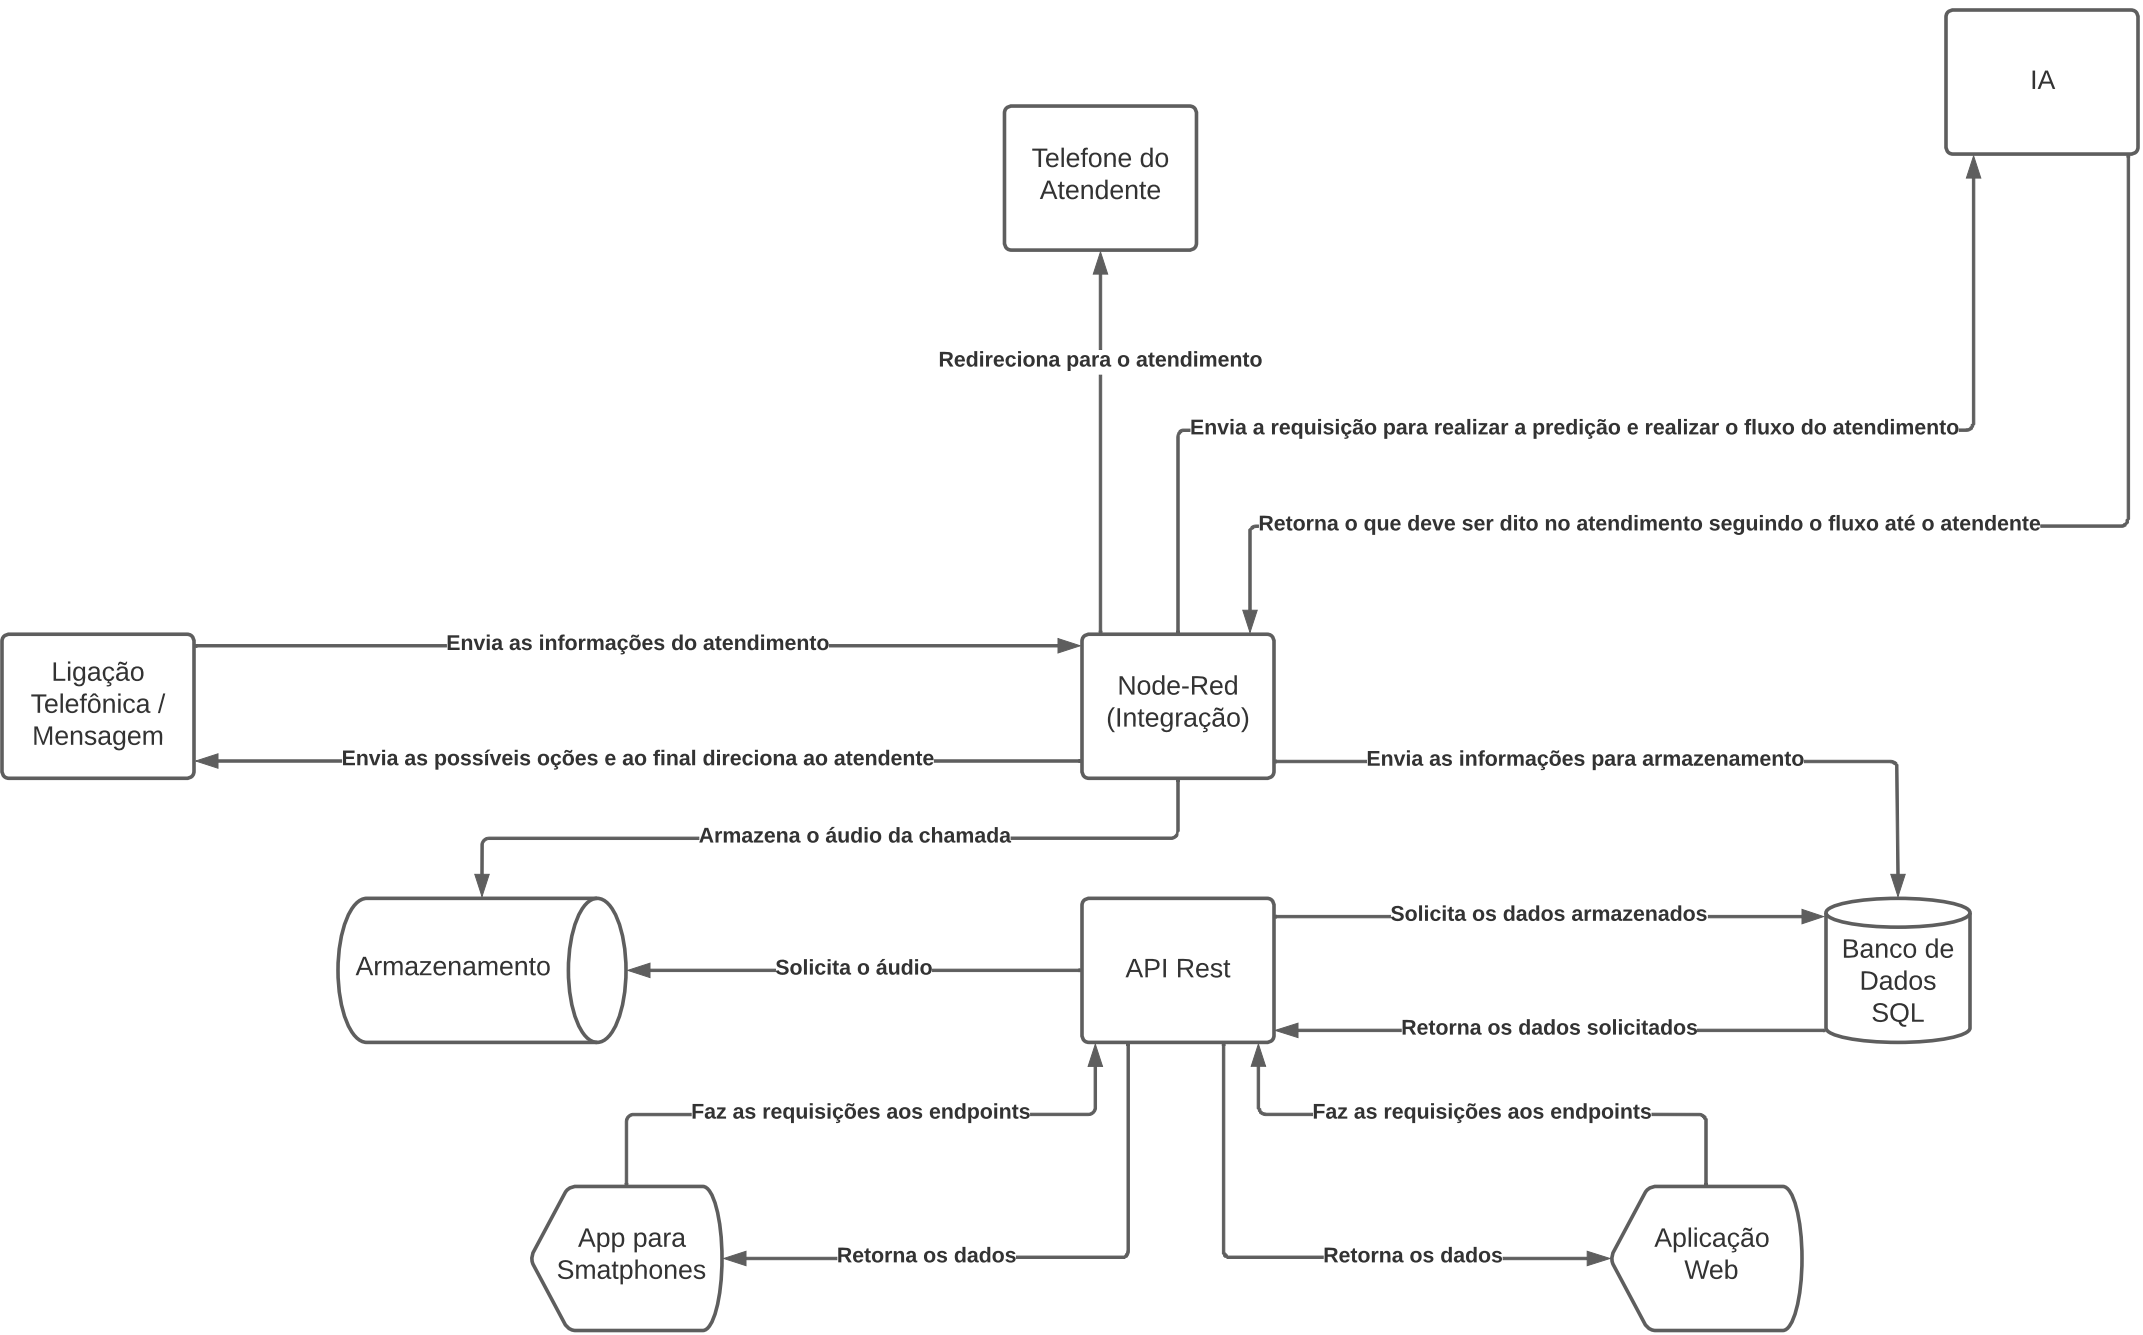 IA
Telefone do
Atendente
Redireciona para o atendimento
Envia a requisição para realizar a predição e realizar o fluxo do atendimento
Retorna o que deve ser dito no atendimento seguindo o fluxo até o atendente
Envia as informações do atendimento
Ligação
Telefônica /
Mensagem
Node-Red
(Integração)
Envia as possíveis oções e ao final direciona ao atendente
Envia as informações para armazenamento
Armazena o áudio da chamada
Solicita os dados armazenados
Armazenamento
Solicita o áudio
API Rest
Banco de
Dados
SQL
Retorna os dados solicitados
Faz as requisições aos endpoints
Faz as requisições aos endpoints
App para
Smatphones
Retorna os dados
Retorna os dados
Aplicação
Web